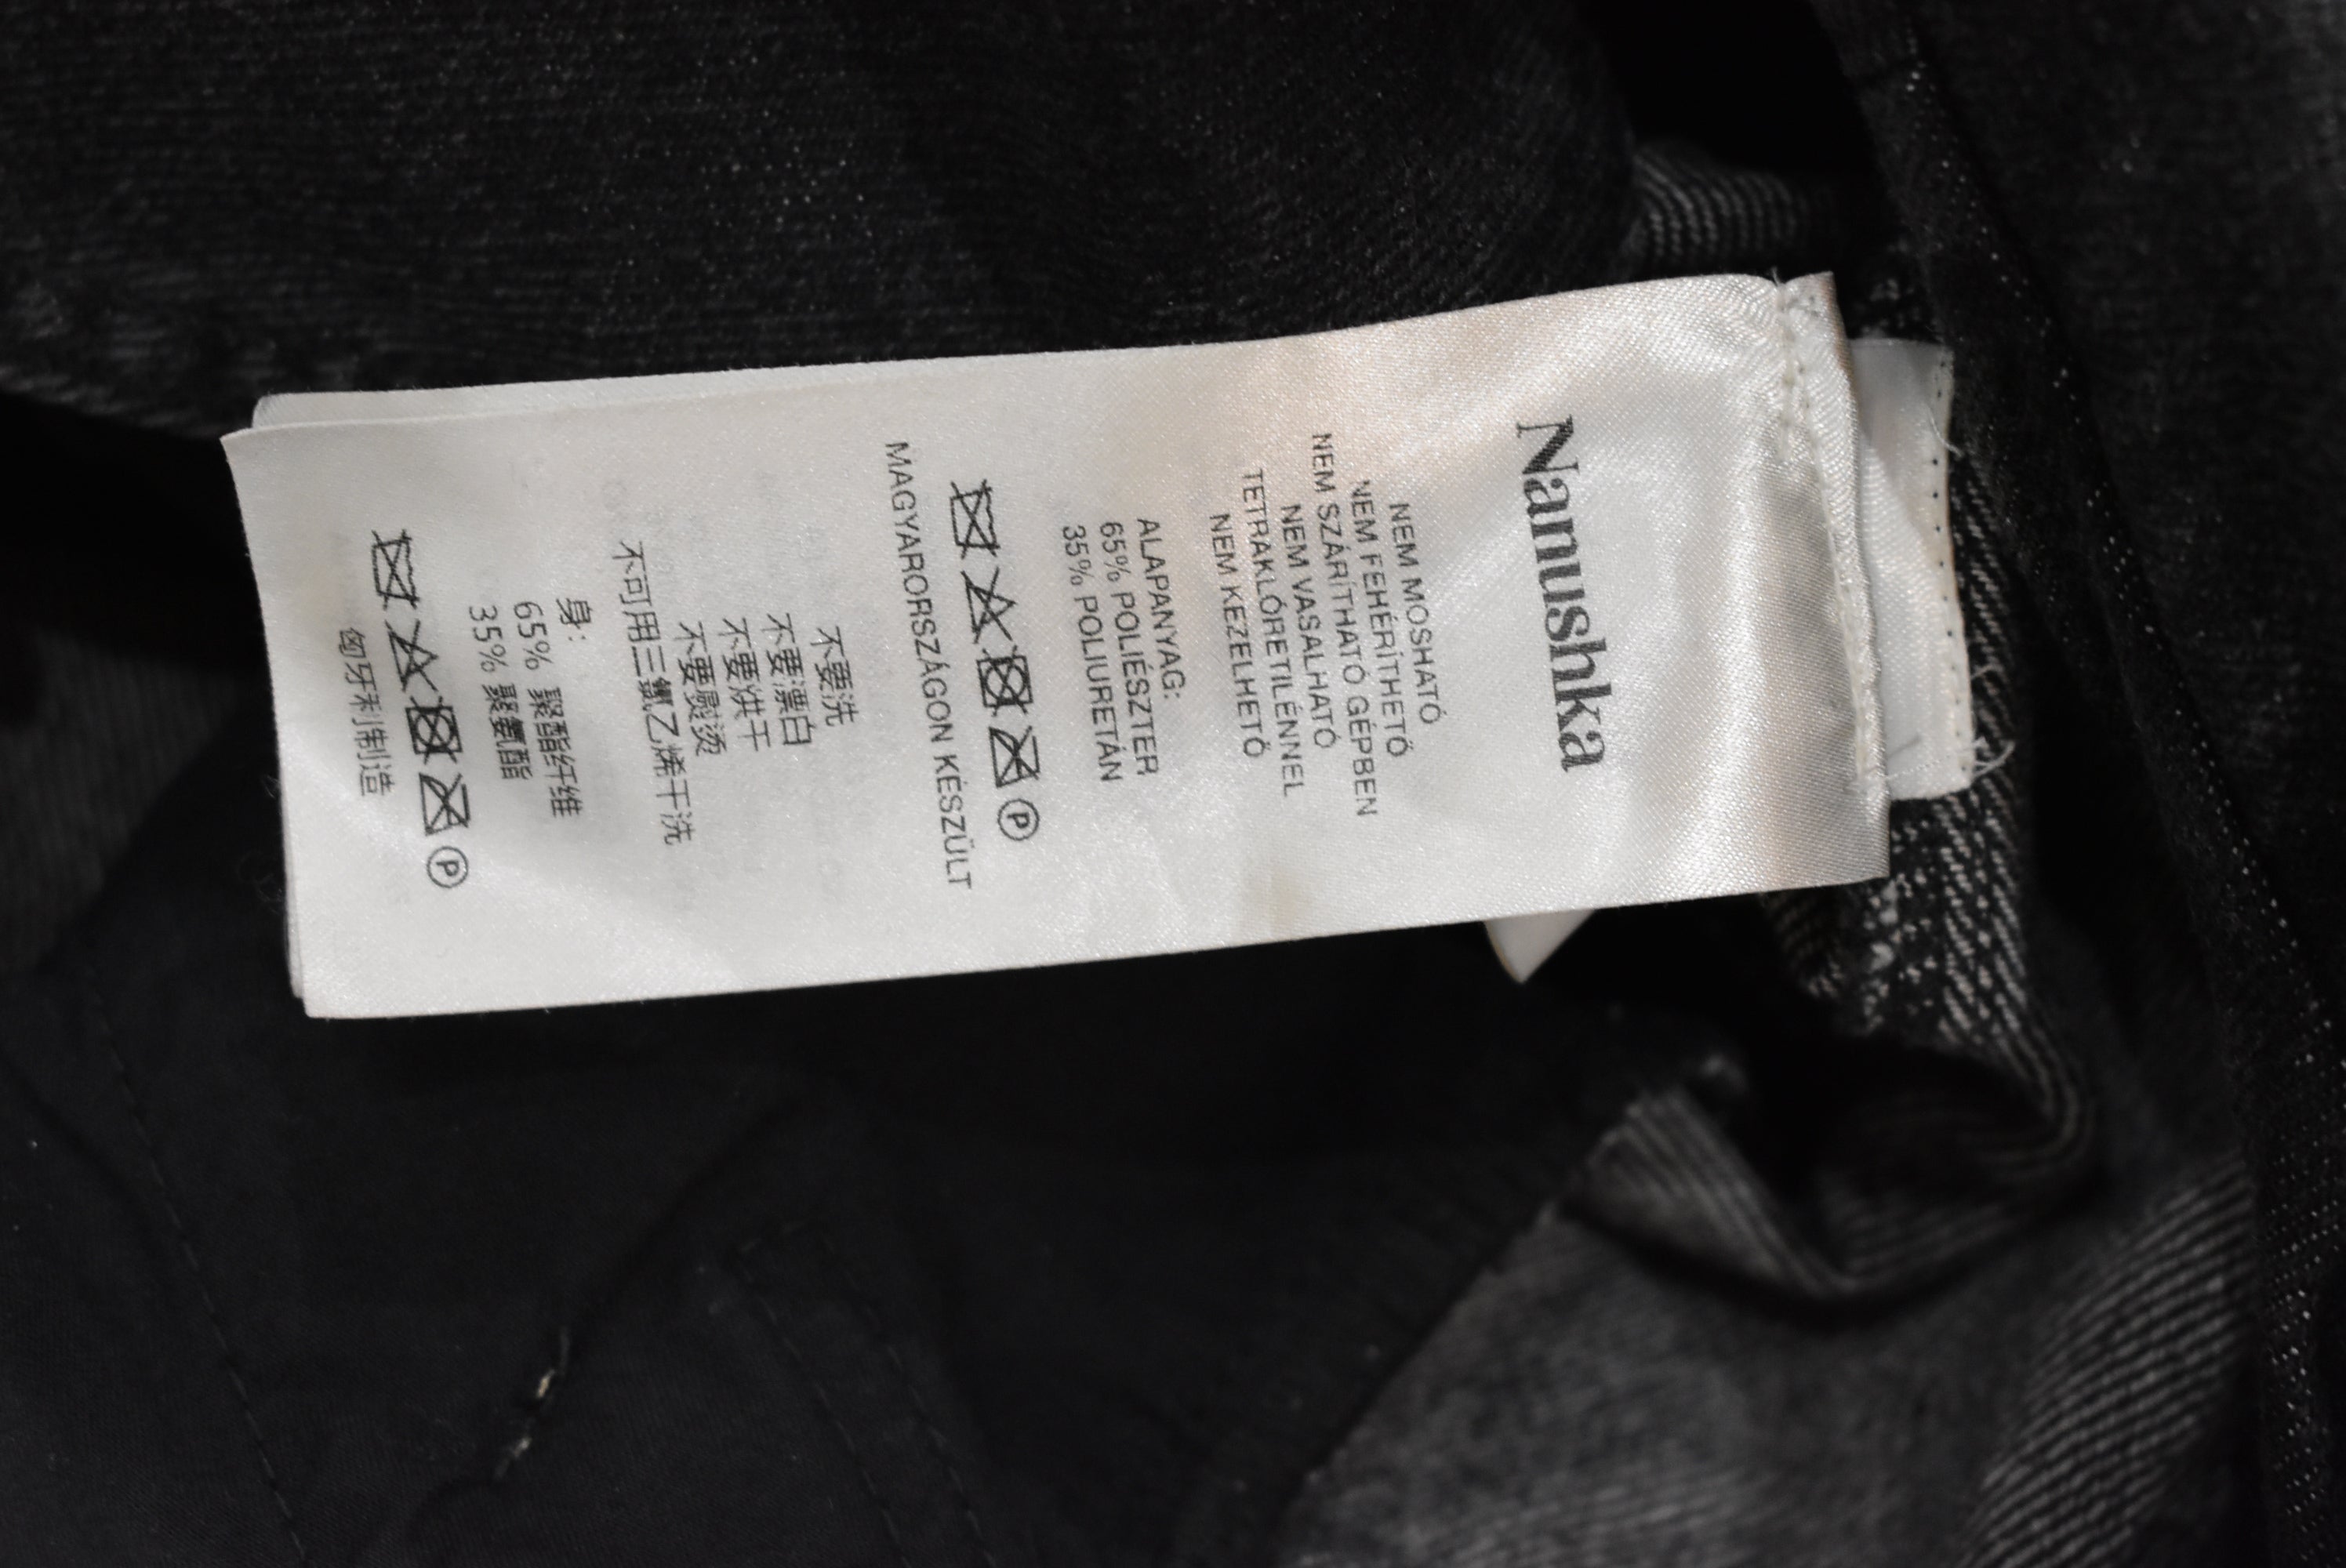 Nanushka
NEM MOSHATÓ
NEM FEHÉRÍTHETŐ
NEM SZÁRÍTHATÓ GÉPBEN
NEM VASALHATÓ
TETRAKLÓRETILÉNNEL
NEM KEZELHETŐ
ALAPANYAG:
65% POLIÉSZTER
35% POLIURETÁN
P
MAGYARORSZÁGON KÉSZÜLT
不要洗
不要漂白
不要烘干
不要熨烫
不可用三氯乙烯干洗
身:
65% 聚酯纤维
35% 聚氨酯
P
匈牙利制造